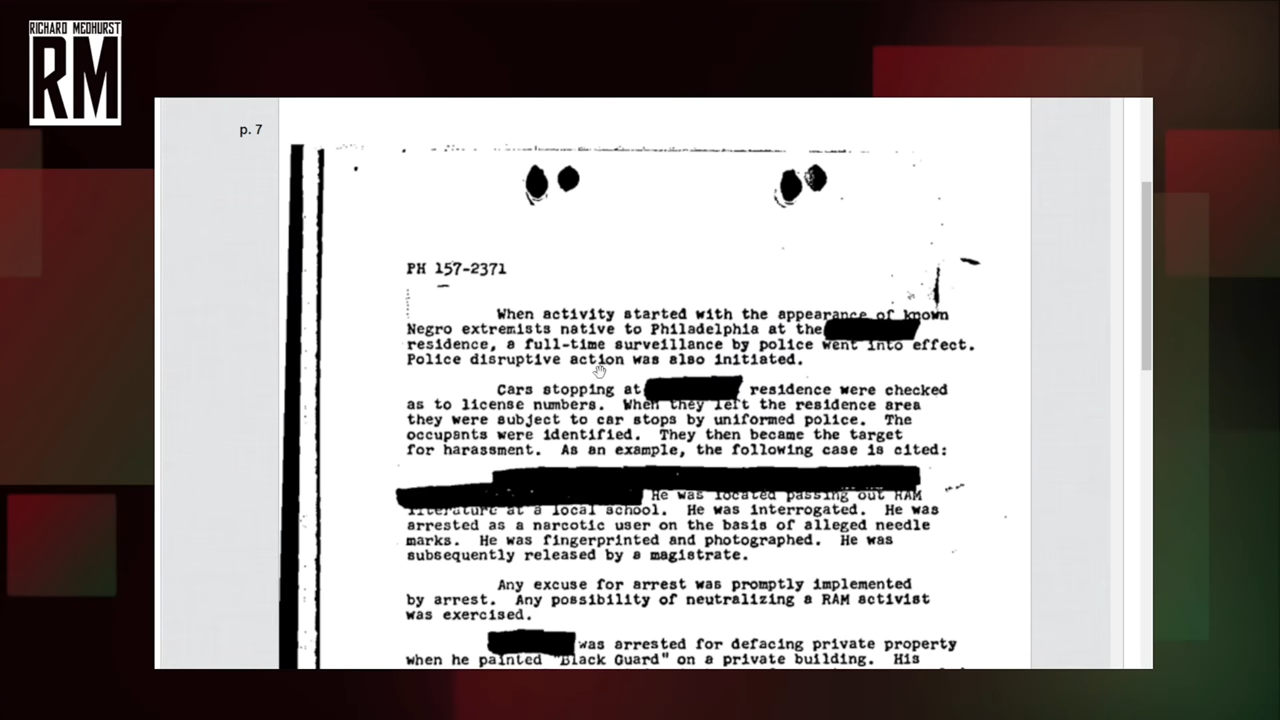 RICHARD MEDHURST
RM
p. 7
PH 157-2371
When activity started with the appearance of known
Negro extremists native to Philadelphia at the
residence, a full-time surveillance by police went into effect.
Police disruptive action was also initiated.
Cars stopping at residence were checked
as to license numbers. When they left the residence area
they were subject to car stops by uniformed police. The
occupants were identified. They then became the target
for harassment. As an example, the following case is cited:
He was located passing out RAM
literature at a local school. He was interrogated. He was
arrested as a narcotic user on the basis of alleged needle
marks. He was fingerprinted and photographed. He was
subsequently released by a magistrate.
Any excuse for arrest was promptly implemented
by arrest. Any possibility of neutralizing a RAM activist
was exercised.
was arrested for defacing private property
when he painted "Black Guard" on a private building. His